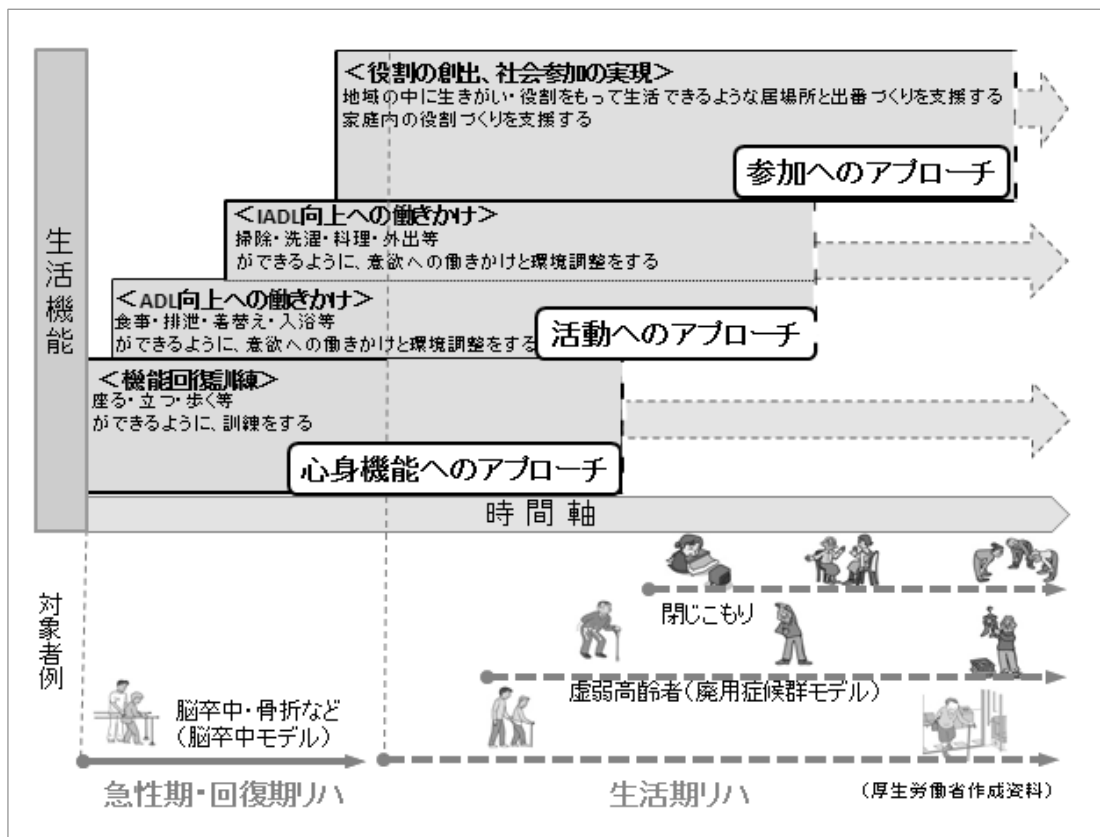 生活機能
＜役割の創出、社会参加の実現＞
地域の中に生きがい・役割をもって生活できるような居場所と出番づくりを支援する
家庭内の役割づくりを支援する
参加へのアプローチ
＜IADL向上への働きかけ＞
掃除・洗濯・料理・外出等
ができるように、意欲への働きかけと環境調整をする
＜ADL向上への働きかけ＞
食事・排泄・着替え・入浴等
ができるように、意欲への働きかけと環境調整をする
活動へのアプローチ
＜機能回復訓練＞
座る・立つ・歩く等
ができるように、訓練をする
心身機能へのアプローチ
時間軸
対象者例
閉じこもり
虚弱高齢者（廃用症候群モデル）
脳卒中・骨折など
（脳卒中モデル）
急性期・回復期リハ
生活期リハ
（厚生労働省作成資料）